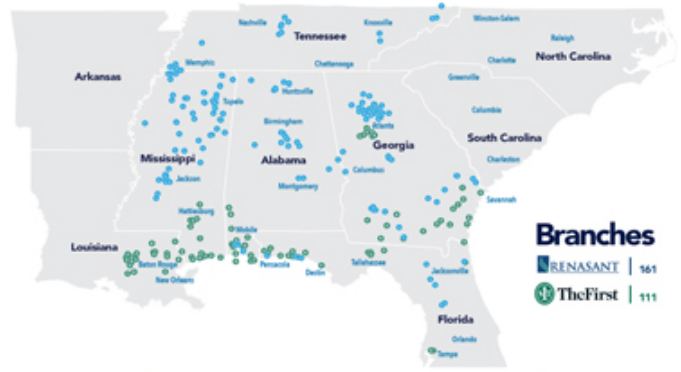 Nashville
Knoxville
Winston-Salem
Tennessee
Raleigh
North Carolina
Memphis
Chattanooga
Charlotte
Arkansas
Greenville
Huntsville
Tupelo
Columbia
Birmingham
Atlanta
South Carolina
Georgia
Mississippi
Alabama
Charleston
Columbus
Jackson
Montgomery
Savannah
Hattiesburg
Mobile
Louisiana
Baton Rouge
Pensacola
Tallahassee
Destin
Jacksonville
New Orleans
Florida
Orlando
Tampa
Branches
RENASANT 161
TheFirst 111